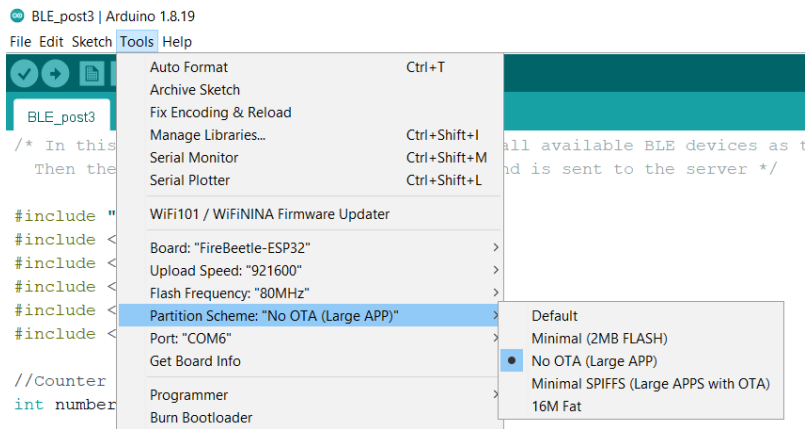 BLE_post3 | Arduino 1.8.19
File Edit Sketch Tools Help
BLE_post3
Auto Format Ctrl+T
Archive Sketch
Fix Encoding & Reload
Manage Libraries... Ctrl+Shift+I
Serial Monitor Ctrl+Shift+M
Serial Plotter Ctrl+Shift+L
WiFi101 / WiFiNINA Firmware Updater
Board: "FireBeetle-ESP32"
Upload Speed: "921600"
Flash Frequency: "80MHz"
Partition Scheme: "No OTA (Large APP)"
Port: "COM6"
Get Board Info
Programmer
Burn Bootloader
Default
Minimal (2MB FLASH)
No OTA (Large APP)
Minimal SPIFFS (Large APPS with OTA)
16M Fat
/* In this all available BLE devices as
Then the is sent to the server */
#include "
#include <
#include <
#include <
#include <
#include <
//Counter
int number